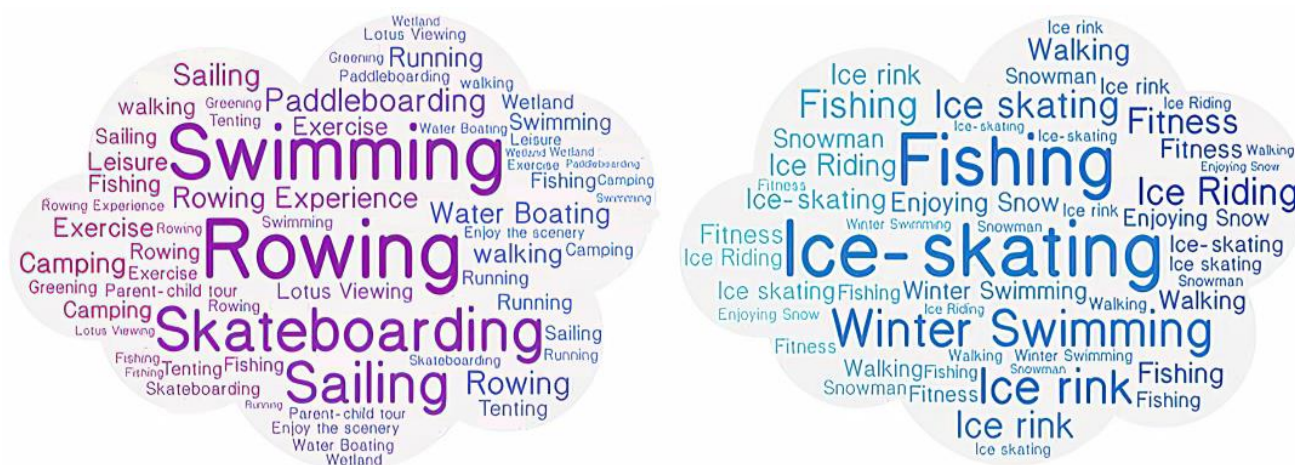 Wetland
Lotus Viewing
Greening Running
Sailing Paddleboarding walking
walking Greening Paddleboarding Wetland
Tenting Exercise Water Boating Swimming
Sailing Swimming Leisure
Leisure Wetland Wetland
Exercise Paddleboarding
Fishing Fishing Camping
Rowing Experience Rowing Experience Swimming
Exercise Rowing Swimming Water Boating
Enjoy the scenery
Rowing Rowing walking Camping
Camping Exercise Running
Greening Parent-child tour Lotus Viewing Running
Camping Rowing
Lotus Viewing Skateboarding Sailing
Fishing Tenting Fishing Skateboarding Running
Fishing Sailing Rowing
Skateboarding Running Tenting
Parent-child tour
Enjoy the scenery
Water Boating
Wetland
Ice rink
Walking
Ice rink Snowman Ice rink
Fishing Ice skating Ice Riding
Snowman Ice-skating Ice-skating Fitness
Ice Riding Fishing Fitness Walking
Enjoying Snow
Fitness Ice Riding
Ice-skating Enjoying Snow Ice rink Enjoying Snow
Fitness Winter Swimming Snowman
Ice Riding Ice-skating Ice-skating
Ice skating
Ice skating Fishing Winter Swimming Snowman
Enjoying Snow Ice Riding Walking Walking
Fitness Winter Swimming
Walking Fishing Walking Winter Swimming Fishing
Snowman Fitness Ice rink Snowman Fishing
Ice rink
Ice skating